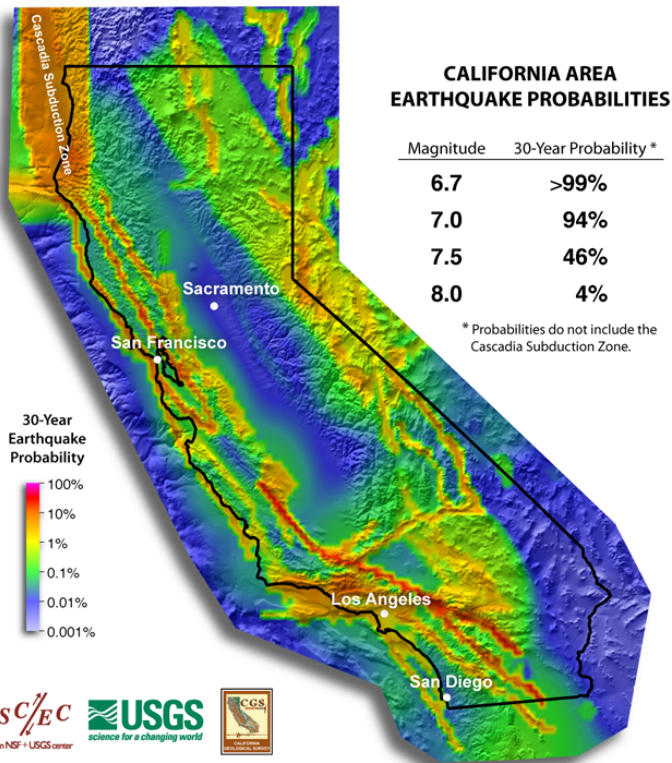 Cascadia Subduction Zone
CALIFORNIA AREA
EARTHQUAKE PROBABILITIES
Magnitude 30-Year Probability *
6.7 >99%
7.0 94%
7.5 46%
8.0 4%
* Probabilities do not include the
Cascadia Subduction Zone.
Sacramento
San Francisco
30-Year
Earthquake
Probability
100%
10%
1%
0.1%
0.01%
0.001%
Los Angeles
San Diego
SC/EC
n NSF + USGS center
USGS
science for a changing world
C.G.S.
CALIFORNIA
GEOLOGICAL SURVEY